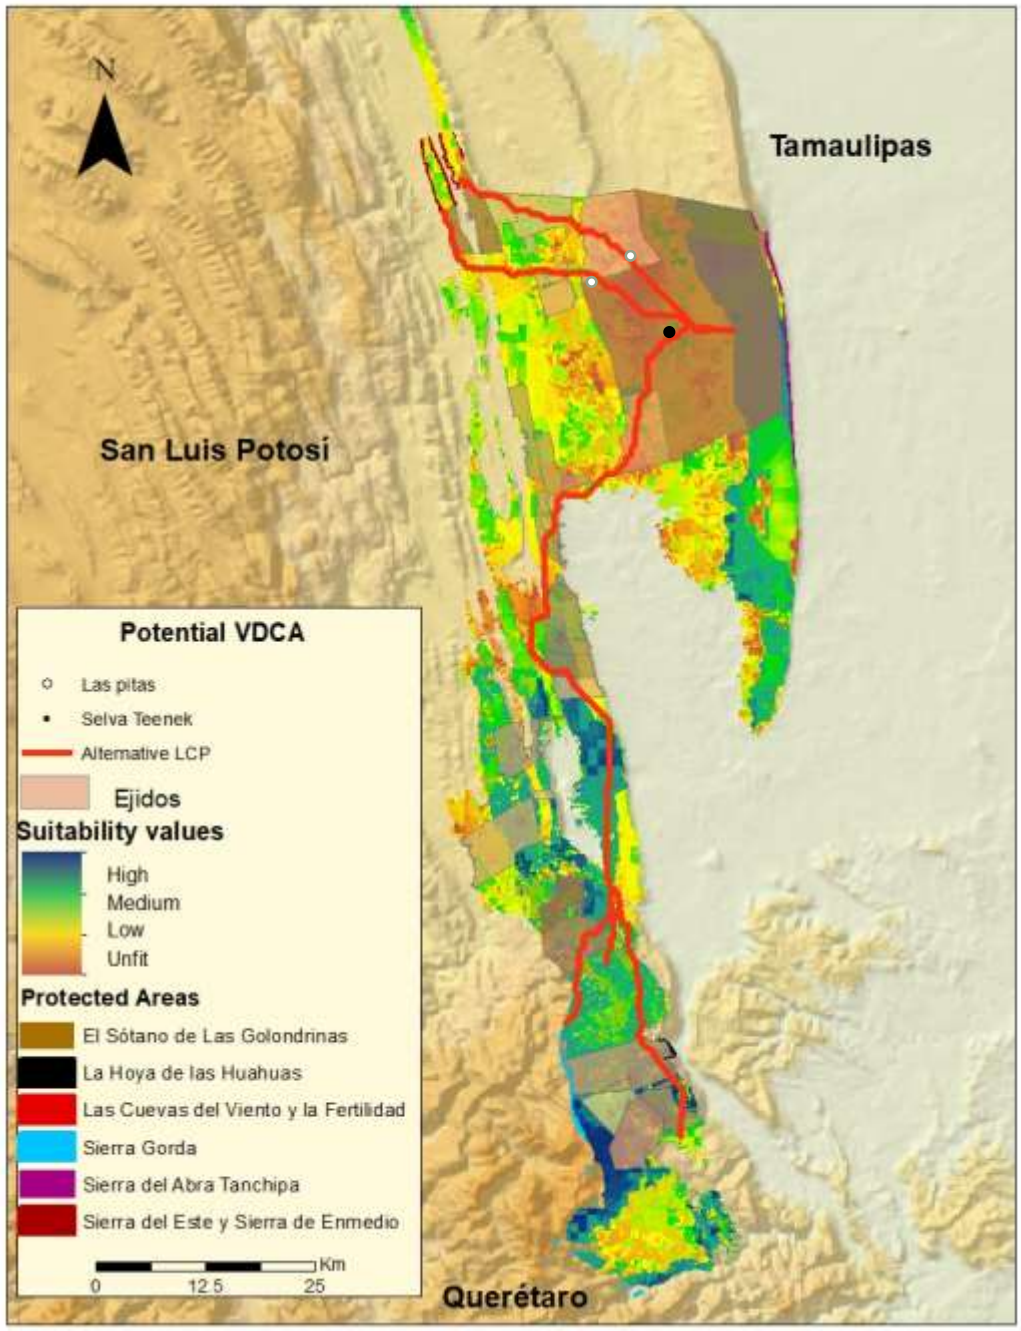 N
Tamaulipas
San Luis Potosí
Potential VDCA
Las pitas
Selva Teenek
Alternative LCP
Ejidos
Suitability values
High
Medium
Low
Unfit
Protected Areas
El Sótano de Las Golondrinas
La Hoya de las Huahuas
Las Cuevas del Viento y la Fertilidad
Sierra Gorda
Sierra del Abra Tanchipa
Sierra del Este y Sierra de Enmedio
Km
0 12.5 25
Querétaro